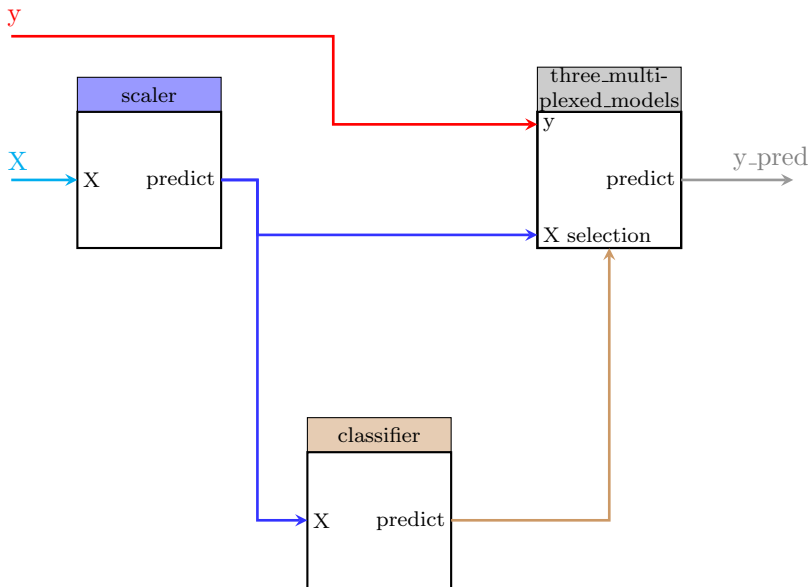 y
scaler
three_multi-
plexed_models
y
X
X
predict
predict
y_pred
X selection
classifier
X
predict